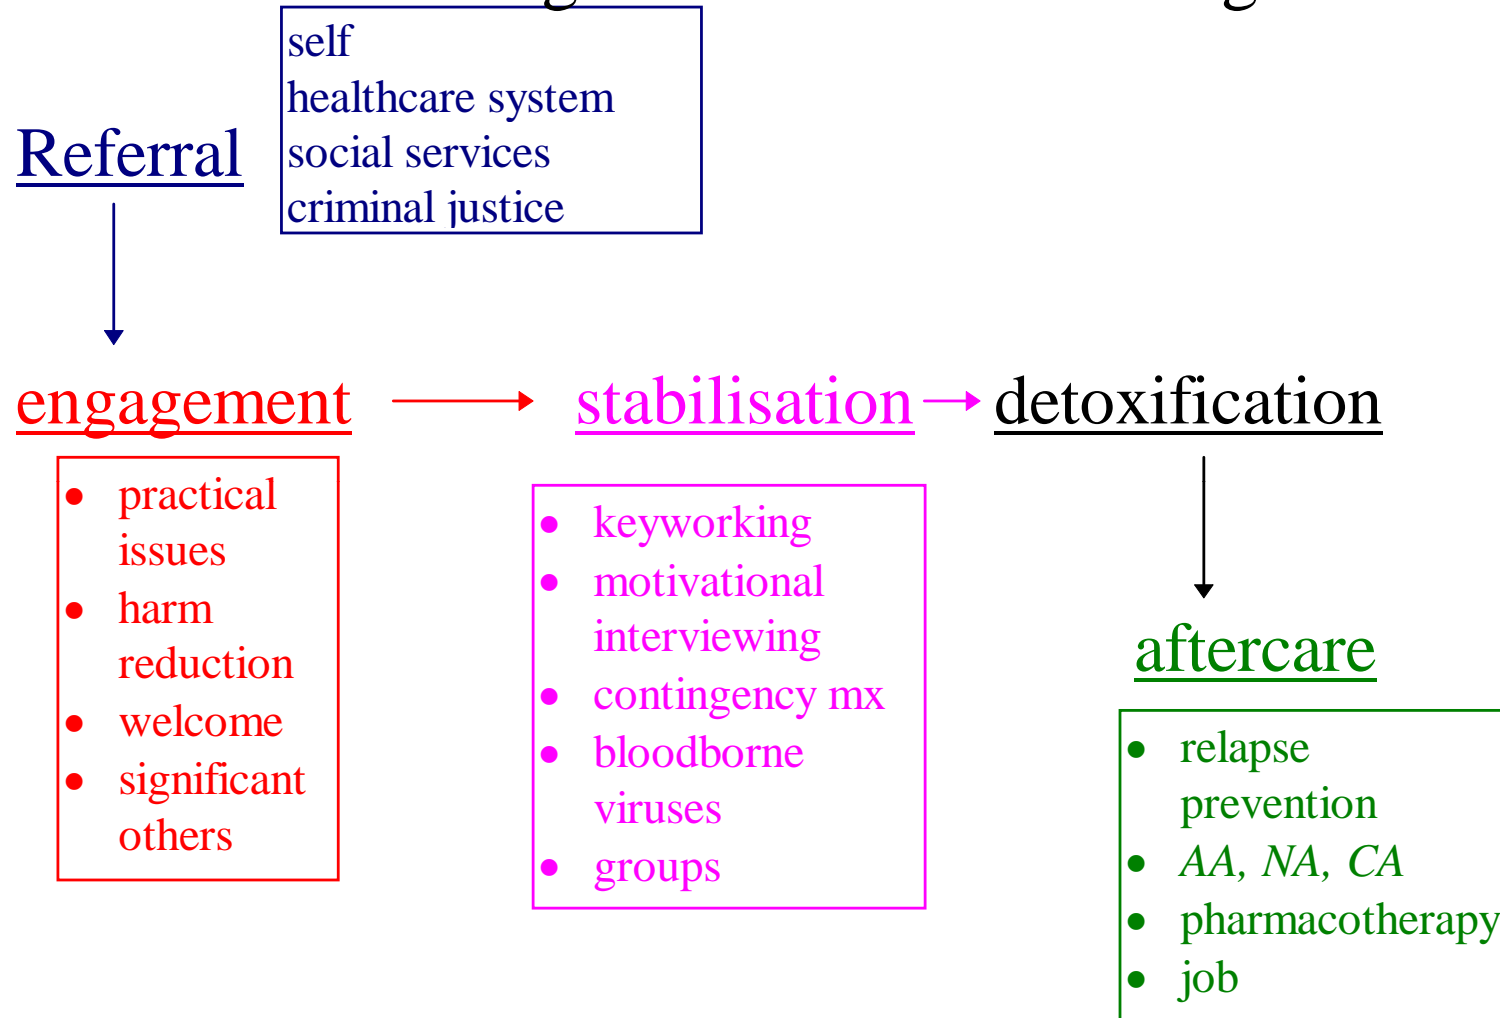 self
healthcare system
social services
criminal justice
Referral
engagement
stabilisation
detoxification
• practical
issues
• harm
reduction
• welcome
• significant
others
• keyworking
• motivational
interviewing
• contingency mx
• bloodborne
viruses
• groups
aftercare
• relapse
prevention
• AA, NA, CA
• pharmacotherapy
• job